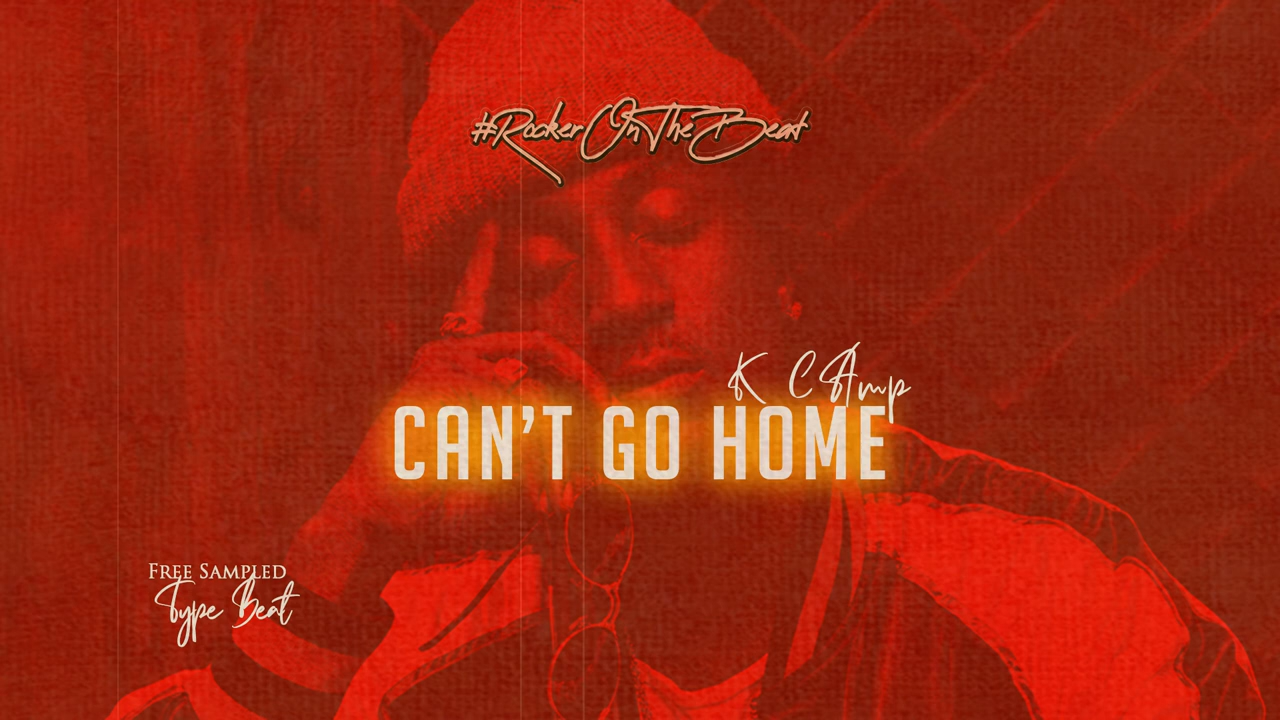 #RockerOnTheBeat
K CAmp
CAN'T GO HOME
Free Sampled
Type Beat